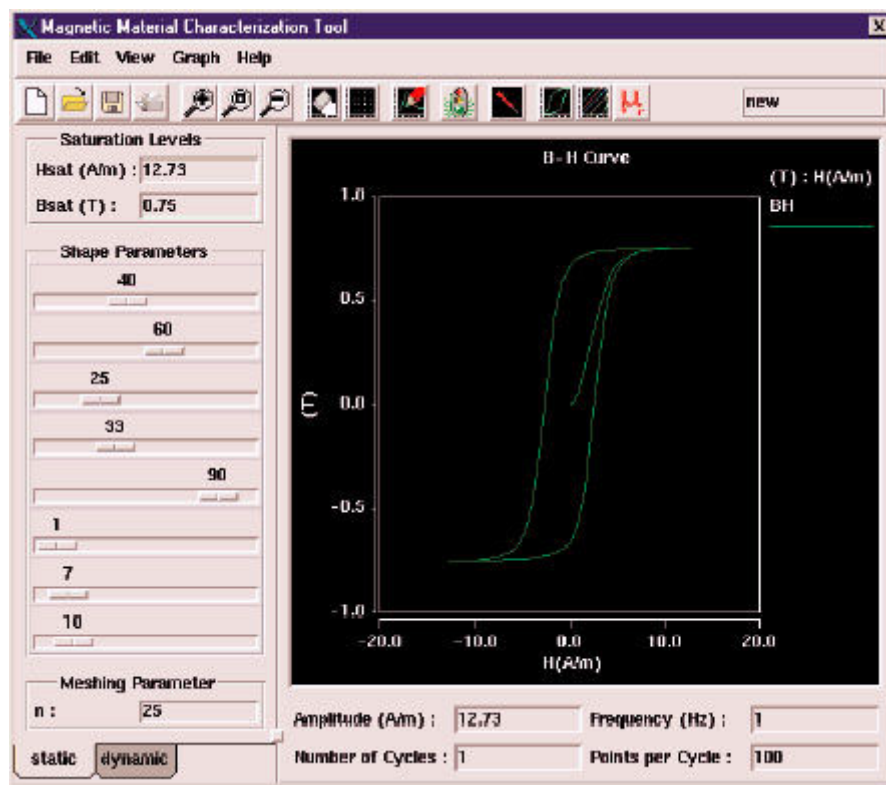 Magnetic Material Characterization Tool
File Edit View Graph Help
new
Saturation Levels
Hsat (A/m) : 12.73
Bsat (T) : 0.75
Shape Parameters
40
60
25
33
90
1
7
10
Meshing Parameter
n : 25
static dynamic
B-H Curve
(T) : H(A/m)
BH
1.0
0.5
0.0
-0.5
-1.0
(T)
-20.0 -10.0 0.0 10.0 20.0
H(A/m)
Amplitude (A/m) : 12.73 Frequency (Hz) : 1
Number of Cycles : 1 Points per Cycle : 100